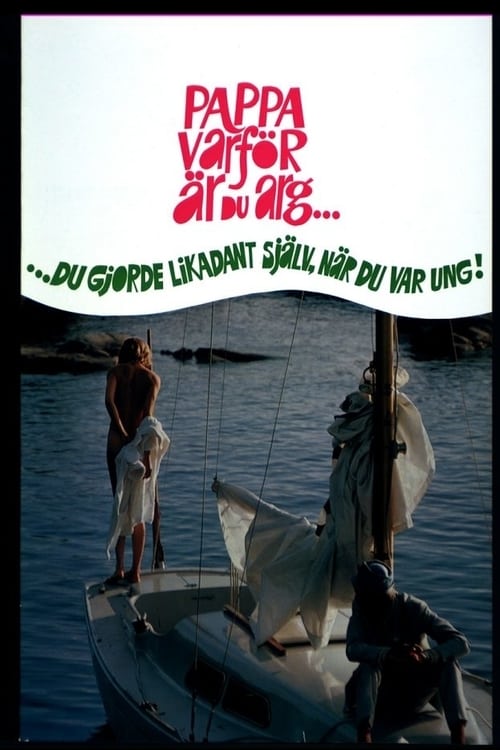 PAPPA
varför
är DU arg...
...DU GJORDE LIKADANT SJÄLV, NÄR DU VAR UNG!